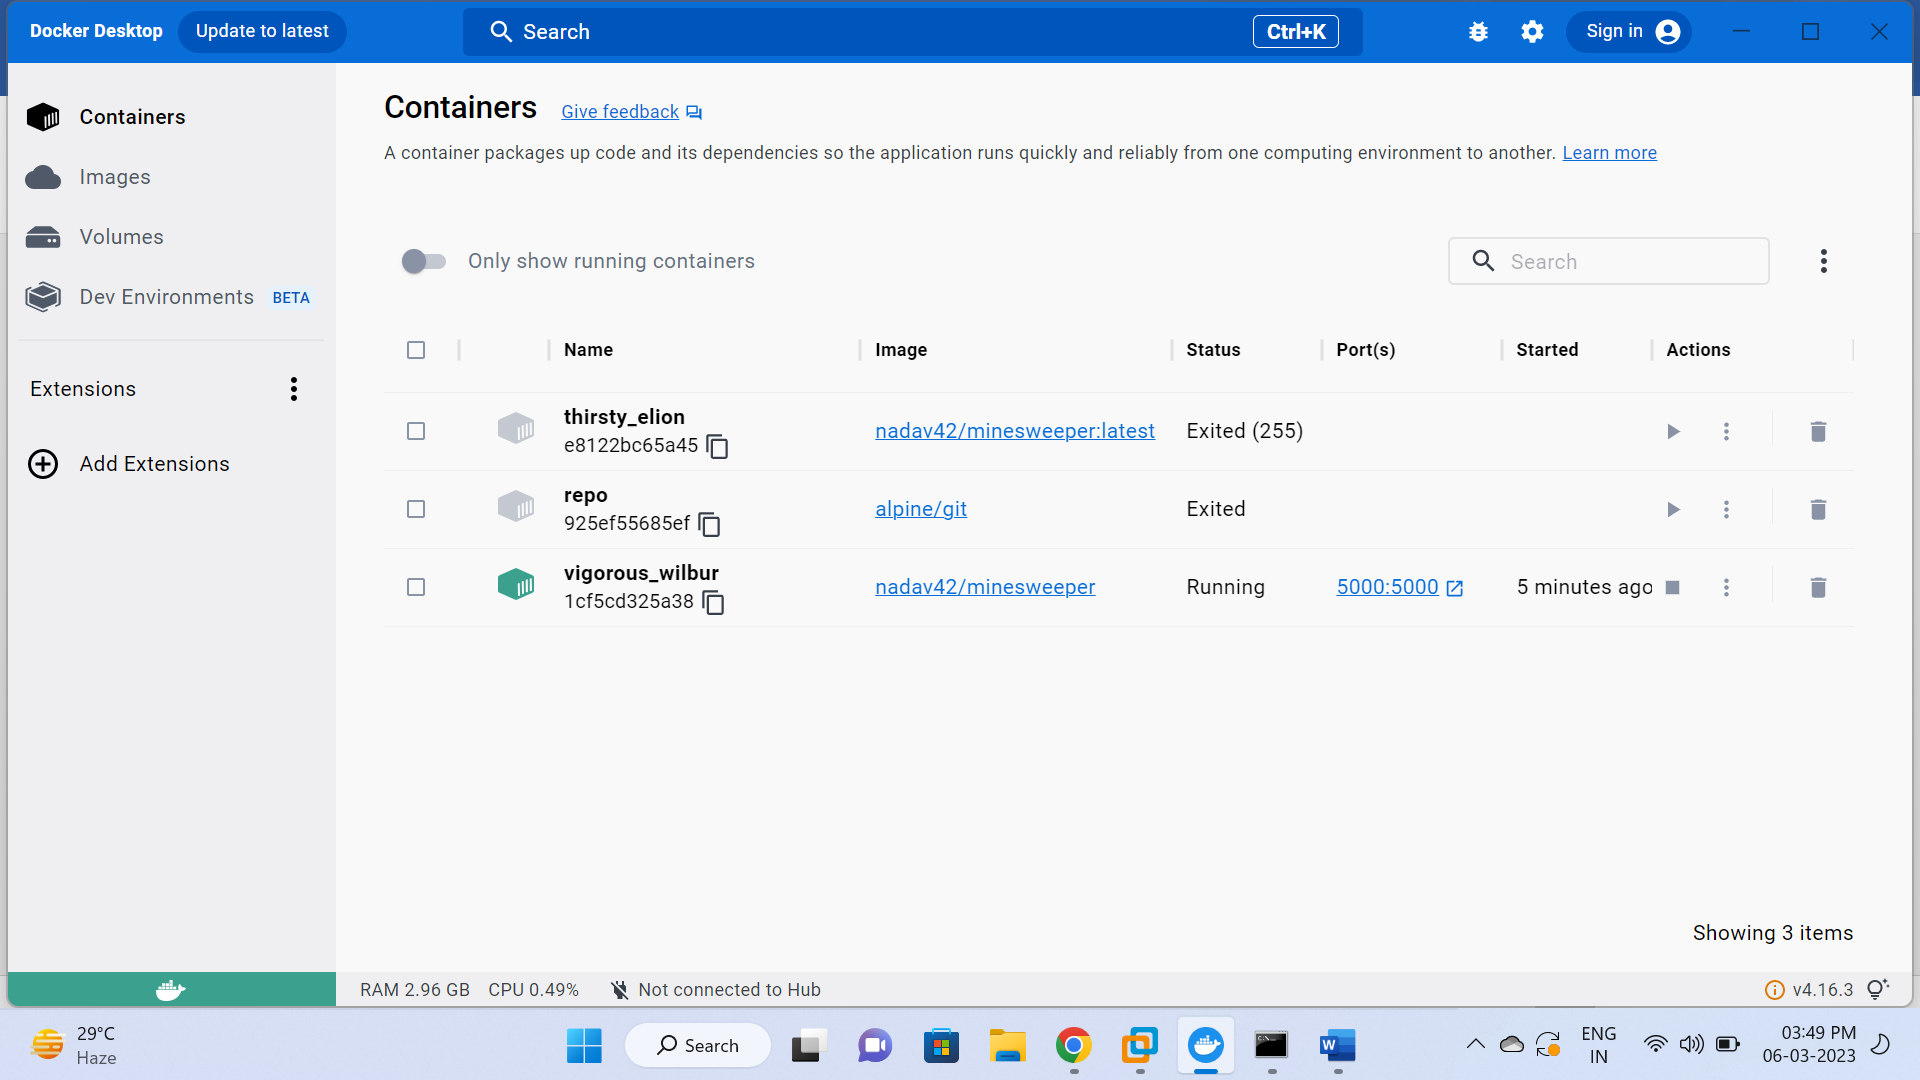 Docker Desktop Update to latest Search Ctrl+K Sign in
Containers
Images
Volumes
Dev Environments BETA
Extensions
Add Extensions
Containers Give feedback
A container packages up code and its dependencies so the application runs quickly and reliably from one computing environment to another. Learn more
Only show running containers Search
Name Image Status Port(s) Started Actions
thirsty_elion
e8122bc65a45
nadav42/minesweeper:latest Exited (255)
repo
925ef55685ef
alpine/git Exited
vigorous_wilbur
1cf5cd325a38
nadav42/minesweeper Running 5000:5000 5 minutes ago
Showing 3 items
RAM 2.96 GB CPU 0.49% Not connected to Hub v4.16.3
29°C
Haze
Search
ENG
IN
03:49 PM
06-03-2023